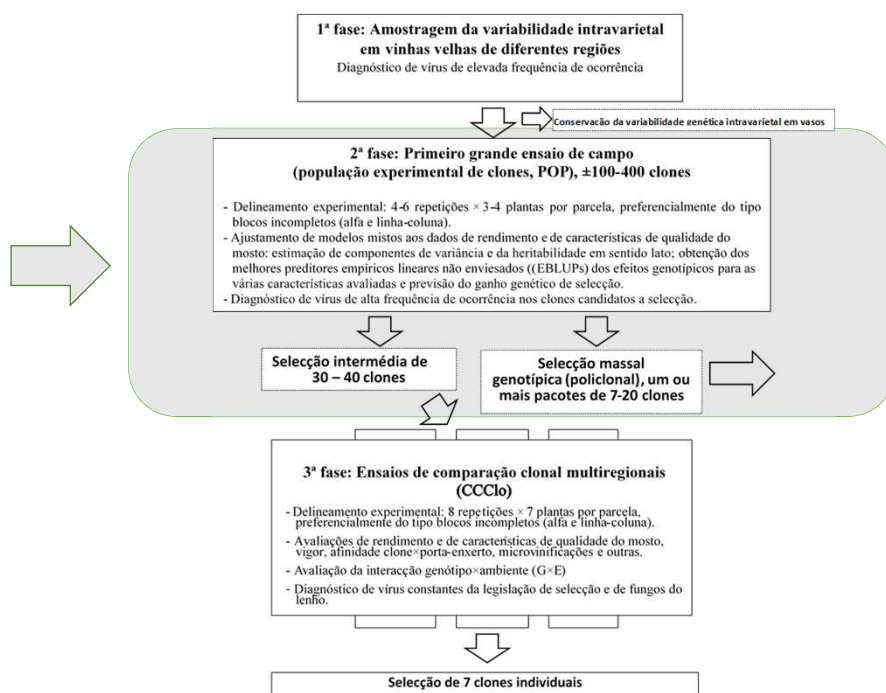 1ª fase: Amostragem da variabilidade intravarietal
em vinhas velhas de diferentes regiões
Diagnóstico de vírus de elevada frequência de ocorrência
Conservação da variabilidade genética intravarietal em vasos
2ª fase: Primeiro grande ensaio de campo
(população experimental de clones, POP), ±100-400 clones
- Delineamento experimental: 4-6 repetições × 3-4 plantas por parcela, preferencialmente do tipo
blocos incompletos (alfa e linha-coluna).
- Ajustamento de modelos mistos aos dados de rendimento e de características de qualidade do
mosto: estimação de componentes de variância e da heritabilidade em sentido lato; obtenção dos
melhores preditores empíricos lineares não enviesados ((EBLUPs) dos efeitos genotípicos para as
várias características avaliadas e previsão do ganho genético de selecção.
- Diagnóstico de vírus de alta frequência de ocorrência nos clones candidatos a selecção.
Selecção intermédia de
30 – 40 clones
Selecção massal
genotípica (policlonal), um ou
mais pacotes de 7-20 clones
3ª fase: Ensaios de comparação clonal multiregionais
(CCClo)
- Delineamento experimental: 8 repetições × 7 plantas por parcela,
preferencialmente do tipo blocos incompletos (alfa e linha-coluna).
- Avaliações de rendimento e de características de qualidade do mosto,
vigor, afinidade clone×porta-enxerto, microvinificações e outras.
- Avaliação da interacção genótipo×ambiente (G×E)
- Diagnóstico de vírus constantes da legislação de selecção e de fungos do
lenho.
Selecção de 7 clones individuais